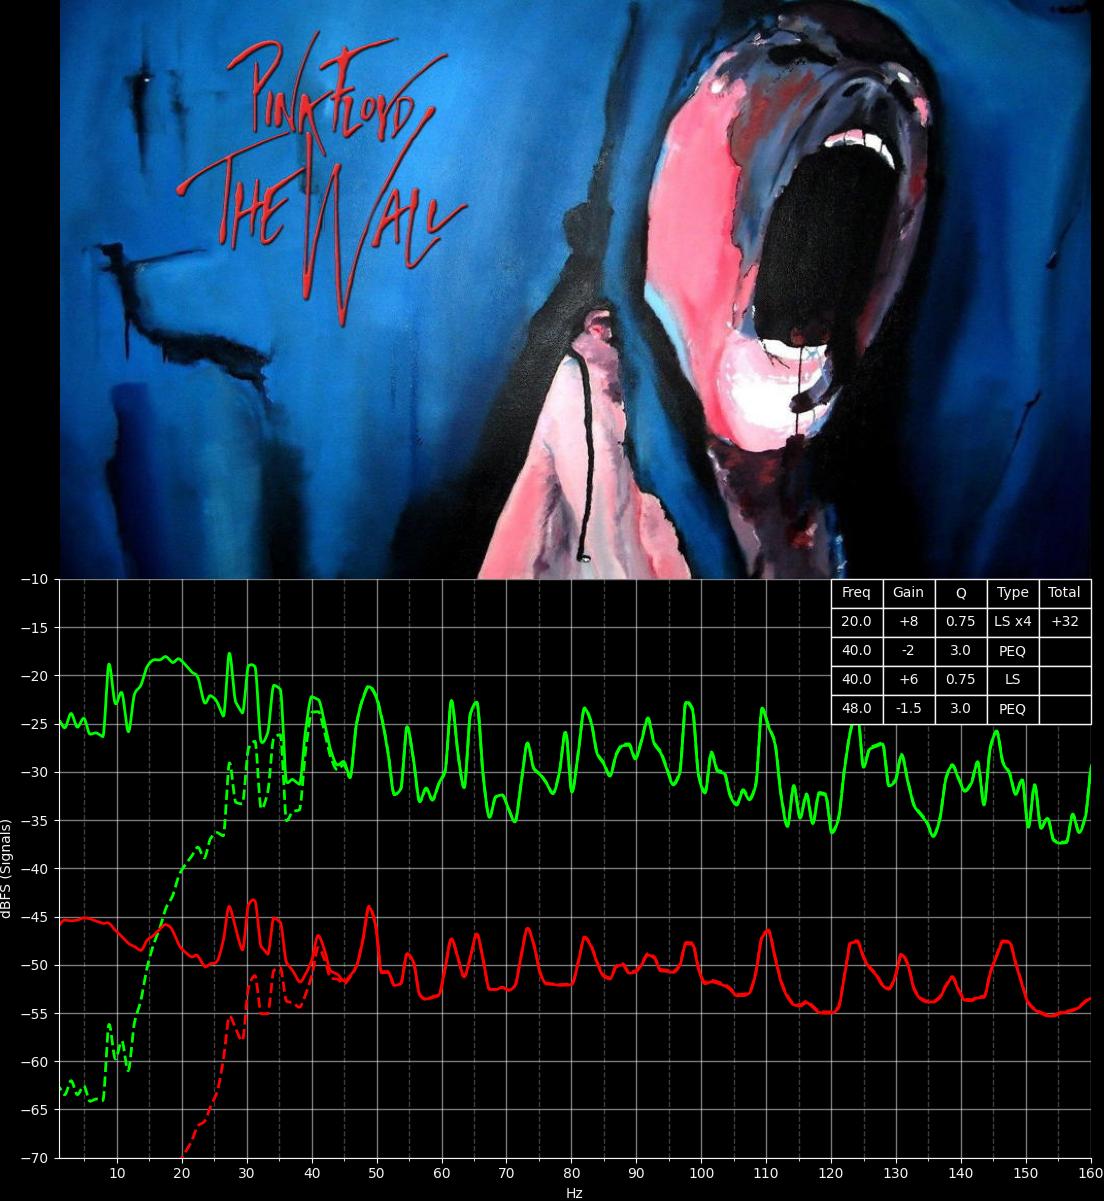 PINK FLOYD
THE WALL
Freq Gain Q Type Total
20.0 +8 0.75 LS x4 +32
40.0 -2 3.0 PEQ
40.0 +6 0.75 LS
48.0 -1.5 3.0 PEQ
−10
−15
−20
−25
−30
−35
−40
−45
−50
−55
−60
−65
−70
dBFS (Signals)
10 20 30 40 50 60 70 80 90 100 110 120 130 140 150 160
Hz